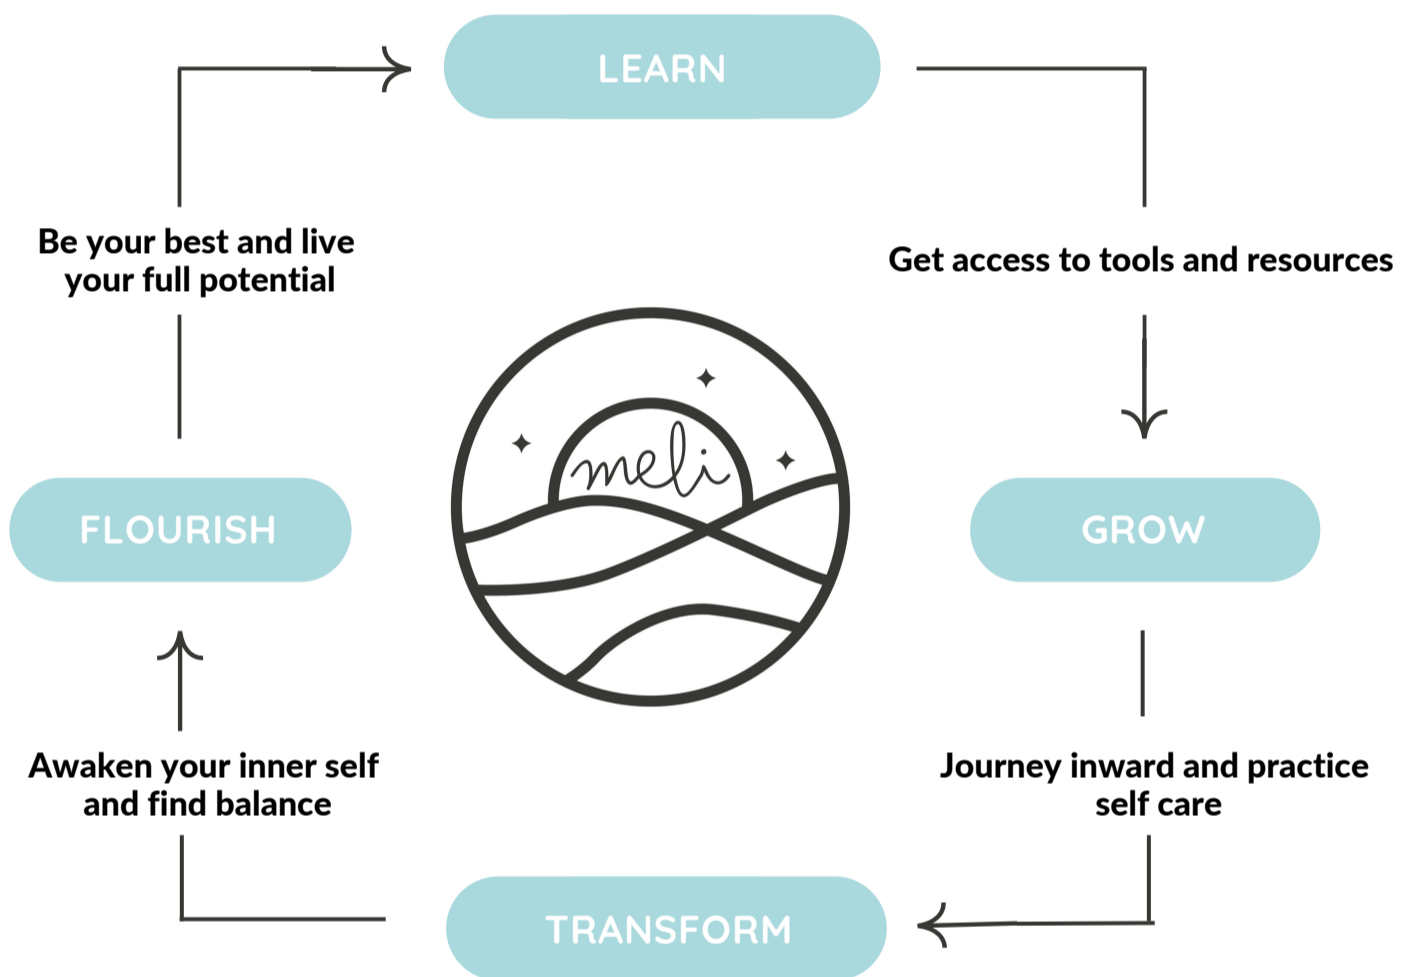 LEARN
Be your best and live
your full potential
Get access to tools and resources
meli
FLOURISH
GROW
Awaken your inner self
and find balance
Journey inward and practice
self care
TRANSFORM